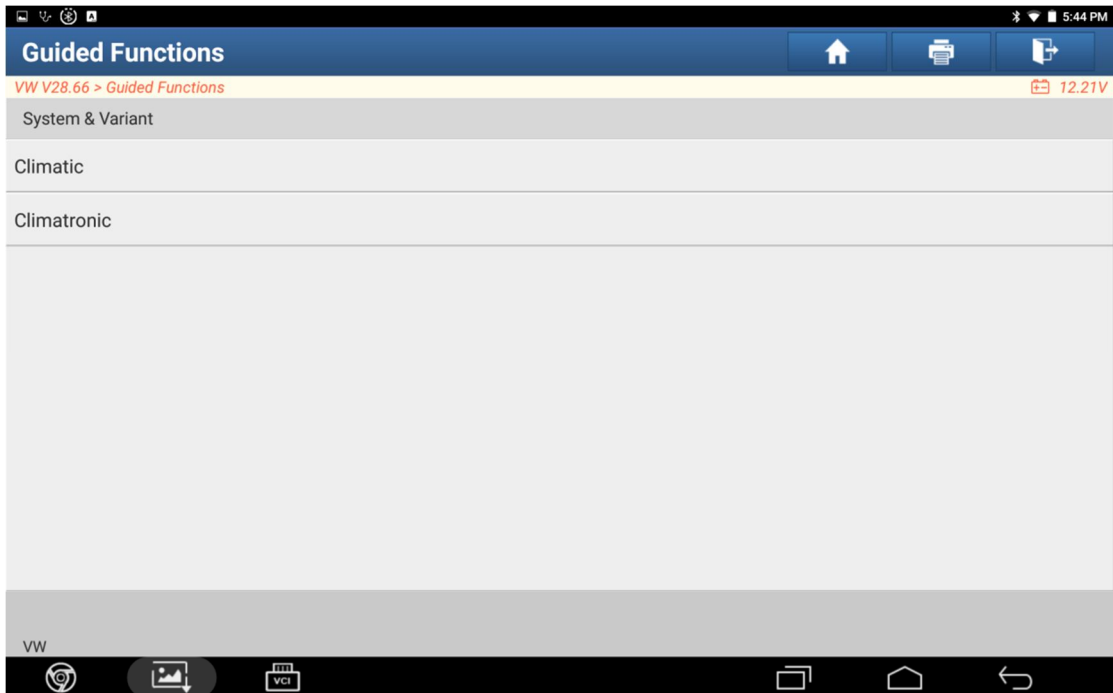 A
5:44 PM
Guided Functions
VW V28.66 > Guided Functions
12.21V
System & Variant
Climatic
Climatronic
VW
VCI